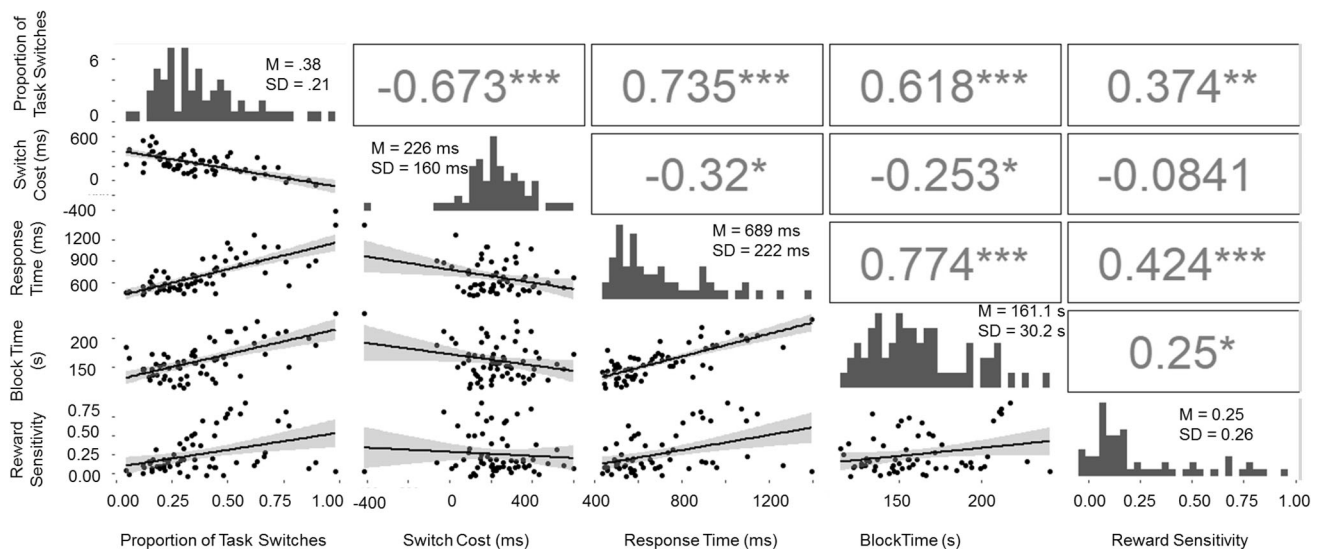 Proportion of
Task Switches
6
0
M = .38
SD = .21
-0.673***
0.735***
0.618***
0.374**
Switch
Cost (ms)
600
0
-400
M = 226 ms
SD = 160 ms
-0.32*
-0.253*
-0.0841
Response
Time (ms)
1200
900
600
M = 689 ms
SD = 222 ms
0.774***
0.424***
Block Time
(s)
200
150
M = 161.1 s
SD = 30.2 s
0.25*
Reward
Sensitivity
0.75
0.50
0.25
0.00
M = 0.25
SD = 0.26
0.00 0.25 0.50 0.75 1.00
-400 0 400
400 800 1200
150 200
0.00 0.25 0.50 0.75 1.00
Proportion of Task Switches
Switch Cost (ms)
Response Time (ms)
BlockTime (s)
Reward Sensitivity